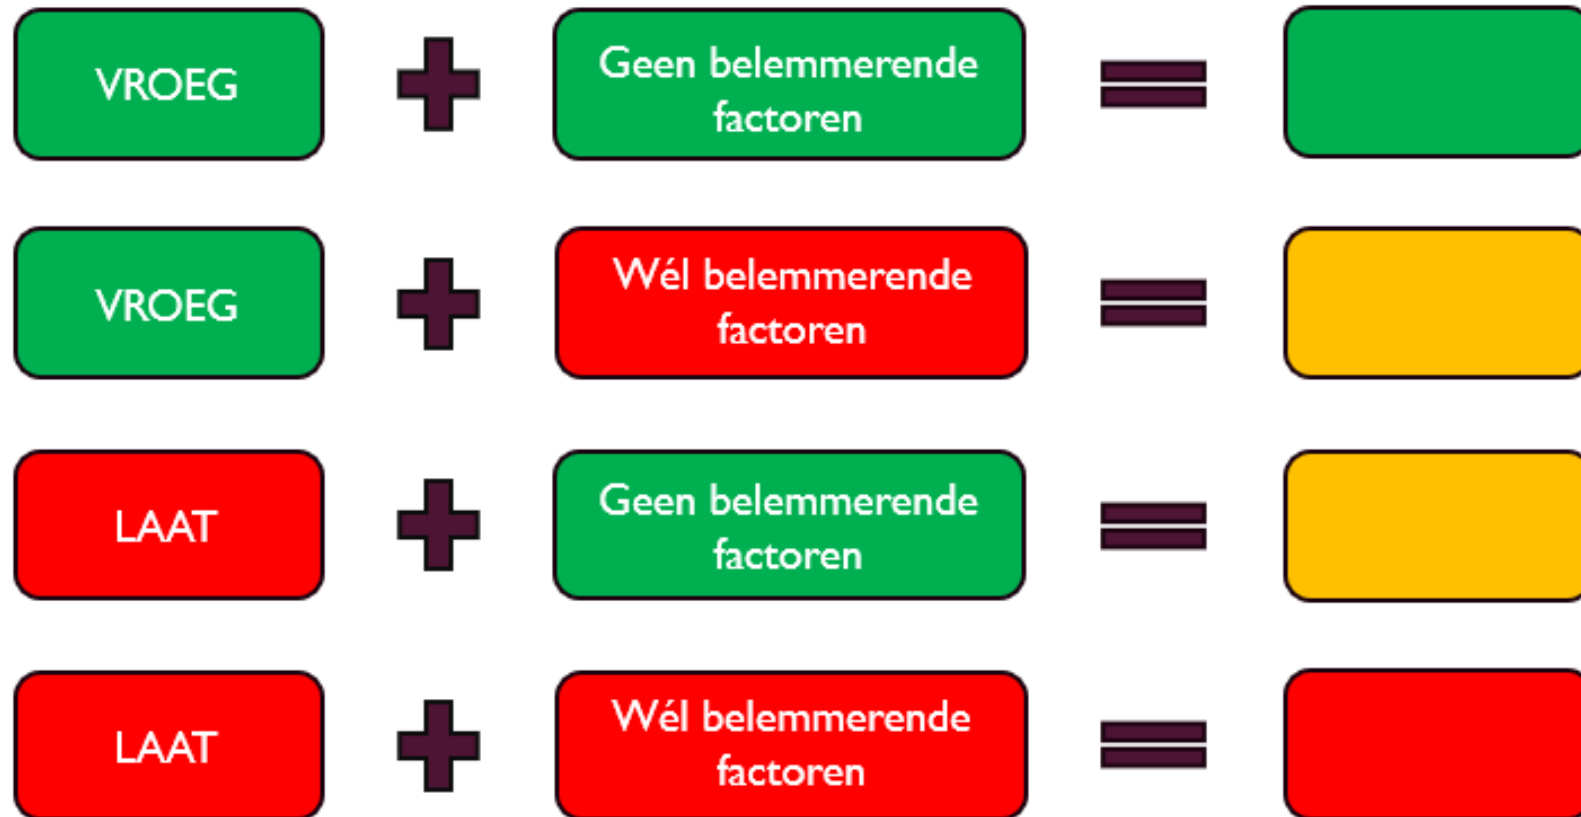 VROEG
Geen belemmerende
factoren
VROEG
Wél belemmerende
factoren
LAAT
Geen belemmerende
factoren
LAAT
Wél belemmerende
factoren